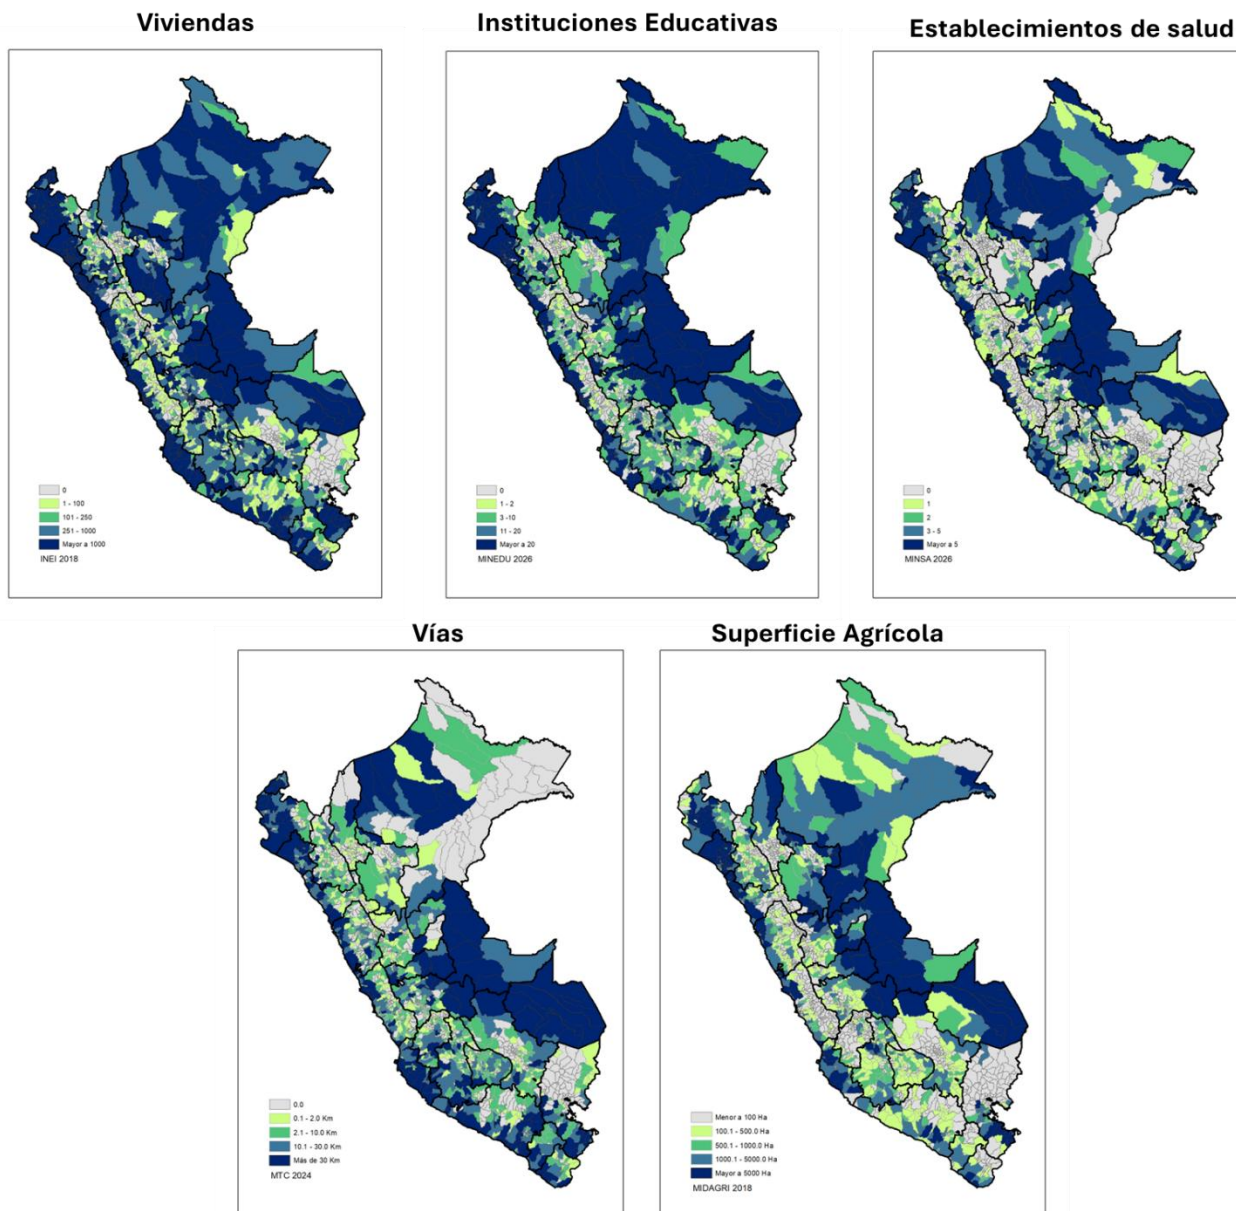 Viviendas
Instituciones Educativas
Establecimientos de salud
0
1 - 100
101 - 250
251 - 1000
Mayor a 1000
INEI 2018
0
1 - 2
3 -10
11 - 20
Mayor a 20
MINEDU 2026
0
1
2
3 - 5
Mayor a 5
MINSA 2026
Vías
Superficie Agrícola
0.0
0.1 - 2.0 Km
2.1 - 10.0 Km
10.1 - 30.0 Km
Más de 30 Km
MTC 2024
Menor a 100 Ha
100.1 - 500.0 Ha
500.1 - 1000.0 Ha
1000.1 - 5000.0 Ha
Mayor a 5000 Ha
MIDAGRI 2018